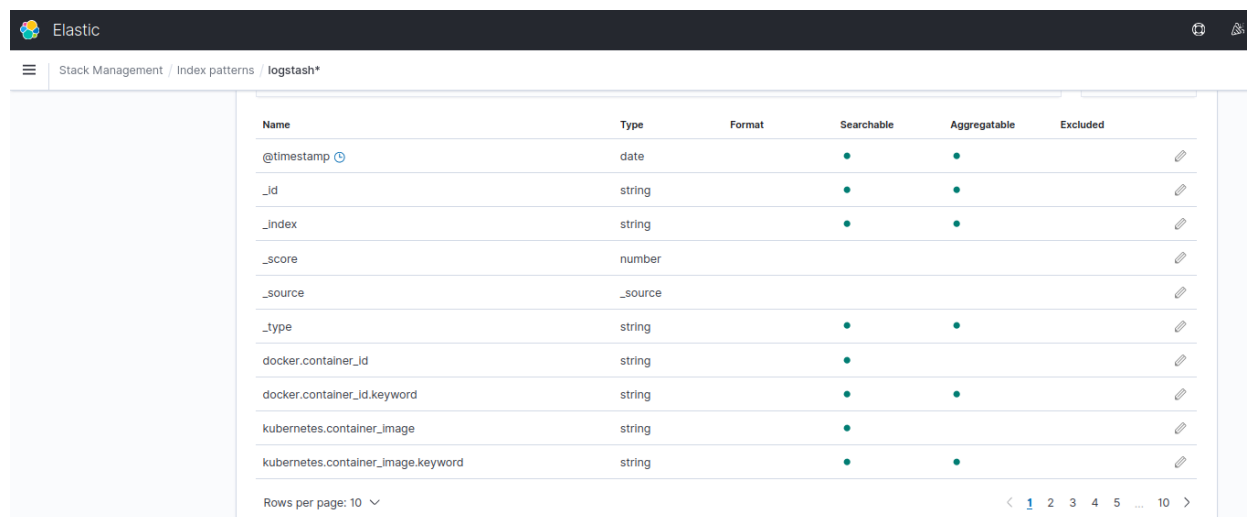 Elastic
Stack Management / Index patterns / logstash*
Name Type Format Searchable Aggregatable Excluded
@timestamp date
_id string
_index string
_score number
_source _source
_type string
docker.container_id string
docker.container_id.keyword string
kubernetes.container_image string
kubernetes.container_image.keyword string
Rows per page: 10 < 1 2 3 4 5 ... 10 >